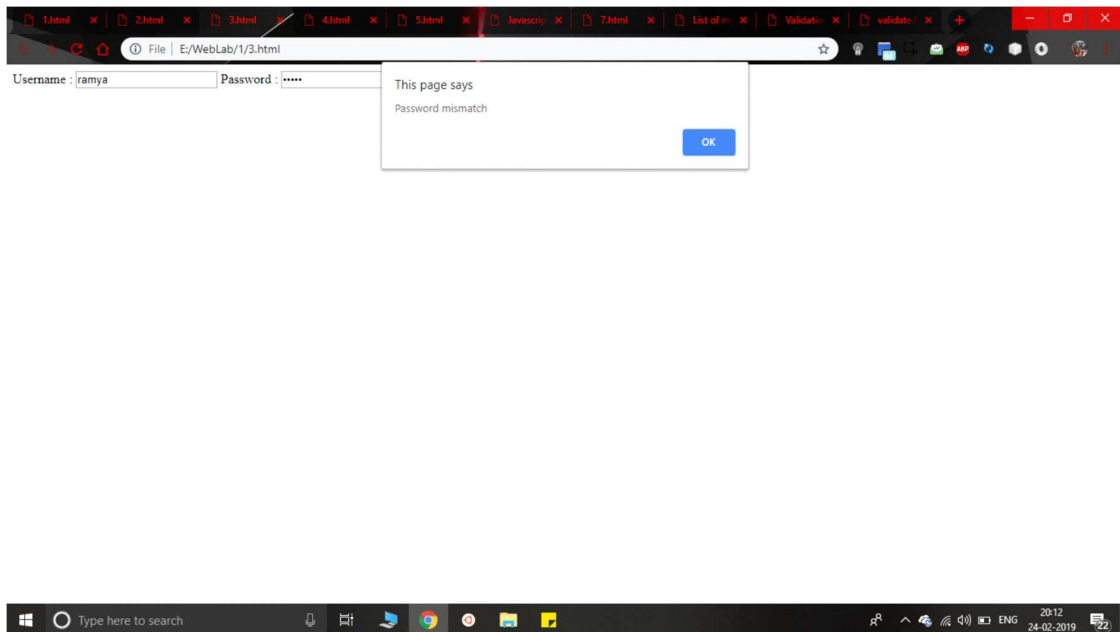 1.html 2.html 3.html 4.html 5.html Javascrip 7.html List of m Validatio validate.h
File E:/WebLab/1/3.html ABP
Username : ramya Password : •••••
This page says
Password mismatch
OK
Type here to search ENG 20:12
24-02-2019 22